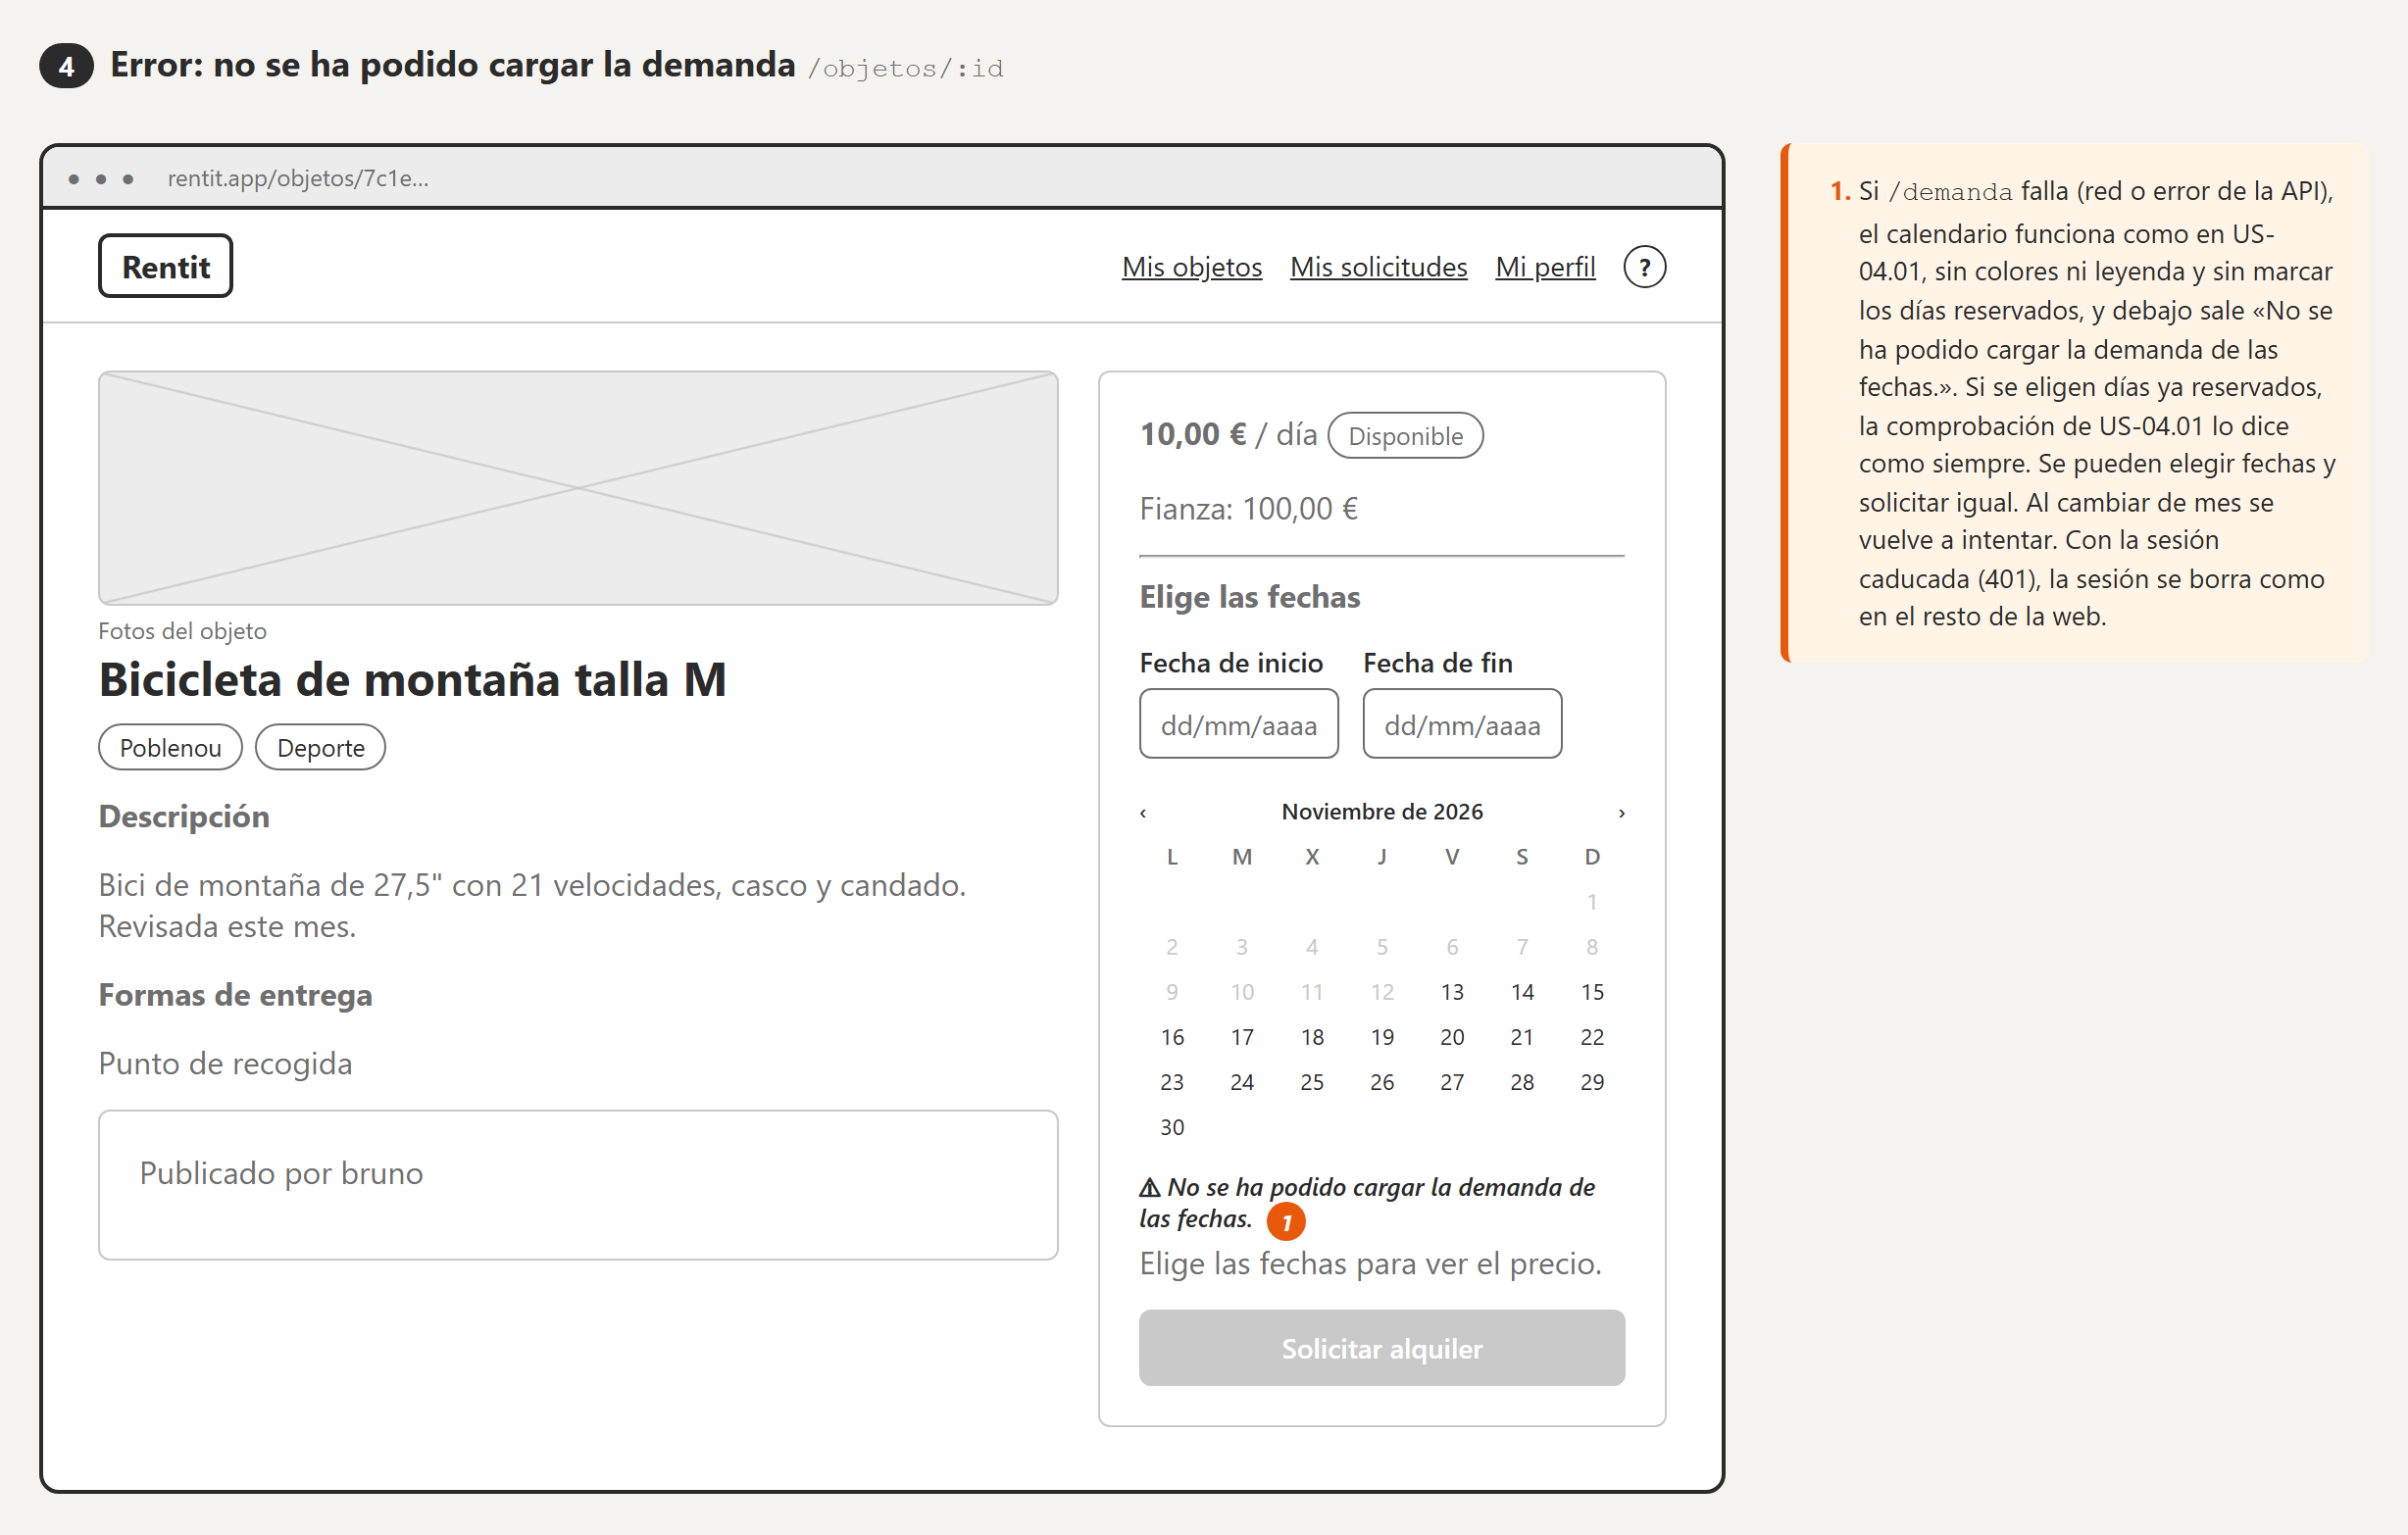 4 Error: no se ha podido cargar la demanda /objetos/:id
rentit.app/objetos/7c1e...
Rentit
Mis objetos Mis solicitudes Mi perfil ?
Fotos del objeto
Bicicleta de montaña talla M
Poblenou Deporte
Descripción
Bici de montaña de 27,5" con 21 velocidades, casco y candado.
Revisada este mes.
Formas de entrega
Punto de recogida
Publicado por bruno
10,00 € / día Disponible
Fianza: 100,00 €
Elige las fechas
Fecha de inicio Fecha de fin
dd/mm/aaaa dd/mm/aaaa
‹ Noviembre de 2026 ›
L M X J V S D
1
2 3 4 5 6 7 8
9 10 11 12 13 14 15
16 17 18 19 20 21 22
23 24 25 26 27 28 29
30
⚠ No se ha podido cargar la demanda de
las fechas. 1
Elige las fechas para ver el precio.
Solicitar alquiler
1. Si /demanda falla (red o error de la API),
el calendario funciona como en US-
04.01, sin colores ni leyenda y sin marcar
los días reservados, y debajo sale «No se
ha podido cargar la demanda de las
fechas.». Si se eligen días ya reservados,
la comprobación de US-04.01 lo dice
como siempre. Se pueden elegir fechas y
solicitar igual. Al cambiar de mes se
vuelve a intentar. Con la sesión
caducada (401), la sesión se borra como
en el resto de la web.